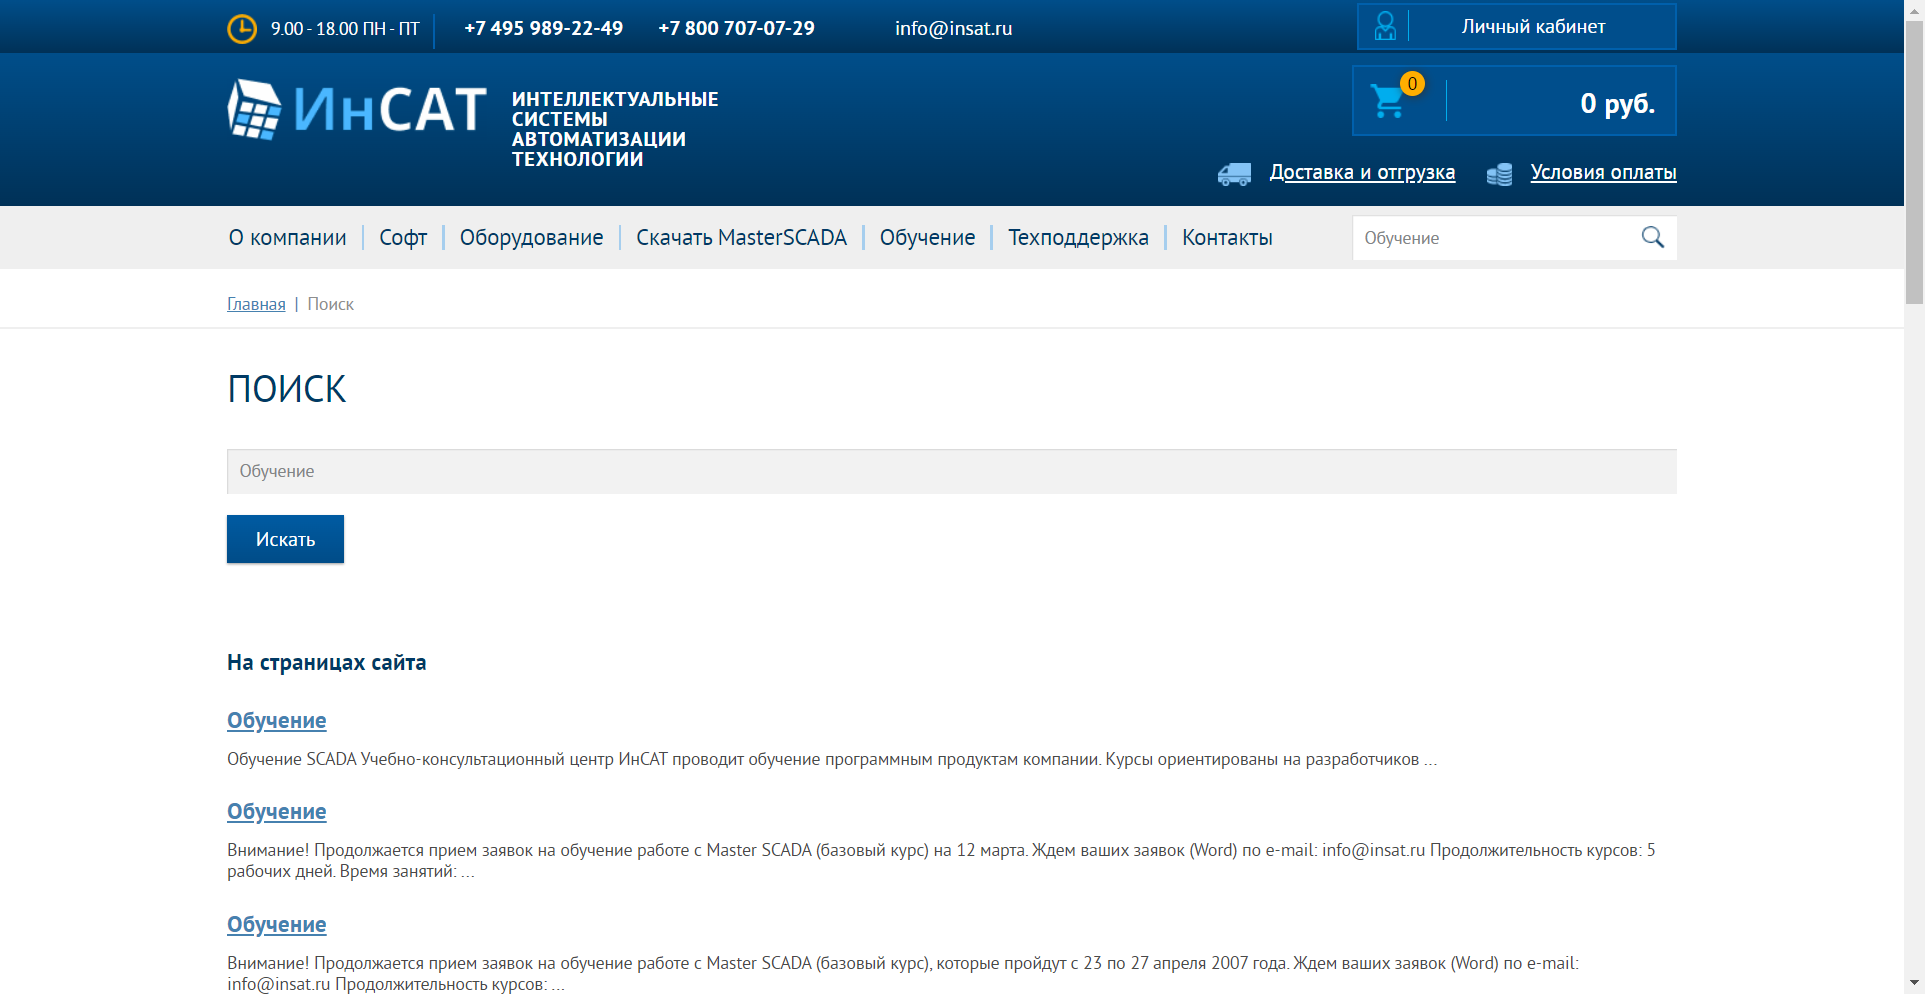 9.00 - 18.00 ПН - ПТ
+7 495 989-22-49
+7 800 707-07-29
info@insat.ru
Личный кабинет
ИнСАТ
ИНТЕЛЛЕКТУАЛЬНЫЕ
СИСТЕМЫ
АВТОМАТИЗАЦИИ
ТЕХНОЛОГИИ
0
0 руб.
Доставка и отгрузка
Условия оплаты
О компании
Софт
Оборудование
Скачать MasterSCADA
Обучение
Техподдержка
Контакты
Обучение
Главная | Поиск
ПОИСК
Обучение
Искать
На страницах сайта
Обучение
Обучение SCADA Учебно-консультационный центр ИнСАТ проводит обучение программным продуктам компании. Курсы ориентированы на разработчиков ...
Обучение
Внимание! Продолжается прием заявок на обучение работе с Master SCADA (базовый курс) на 12 марта. Ждем ваших заявок (Word) по e-mail: info@insat.ru Продолжительность курсов: 5
рабочих дней. Время занятий: ...
Обучение
Внимание! Продолжается прием заявок на обучение работе с Master SCADA (базовый курс), которые пройдут с 23 по 27 апреля 2007 года. Ждем ваших заявок (Word) по e-mail:
info@insat.ru Продолжительность курсов: ...